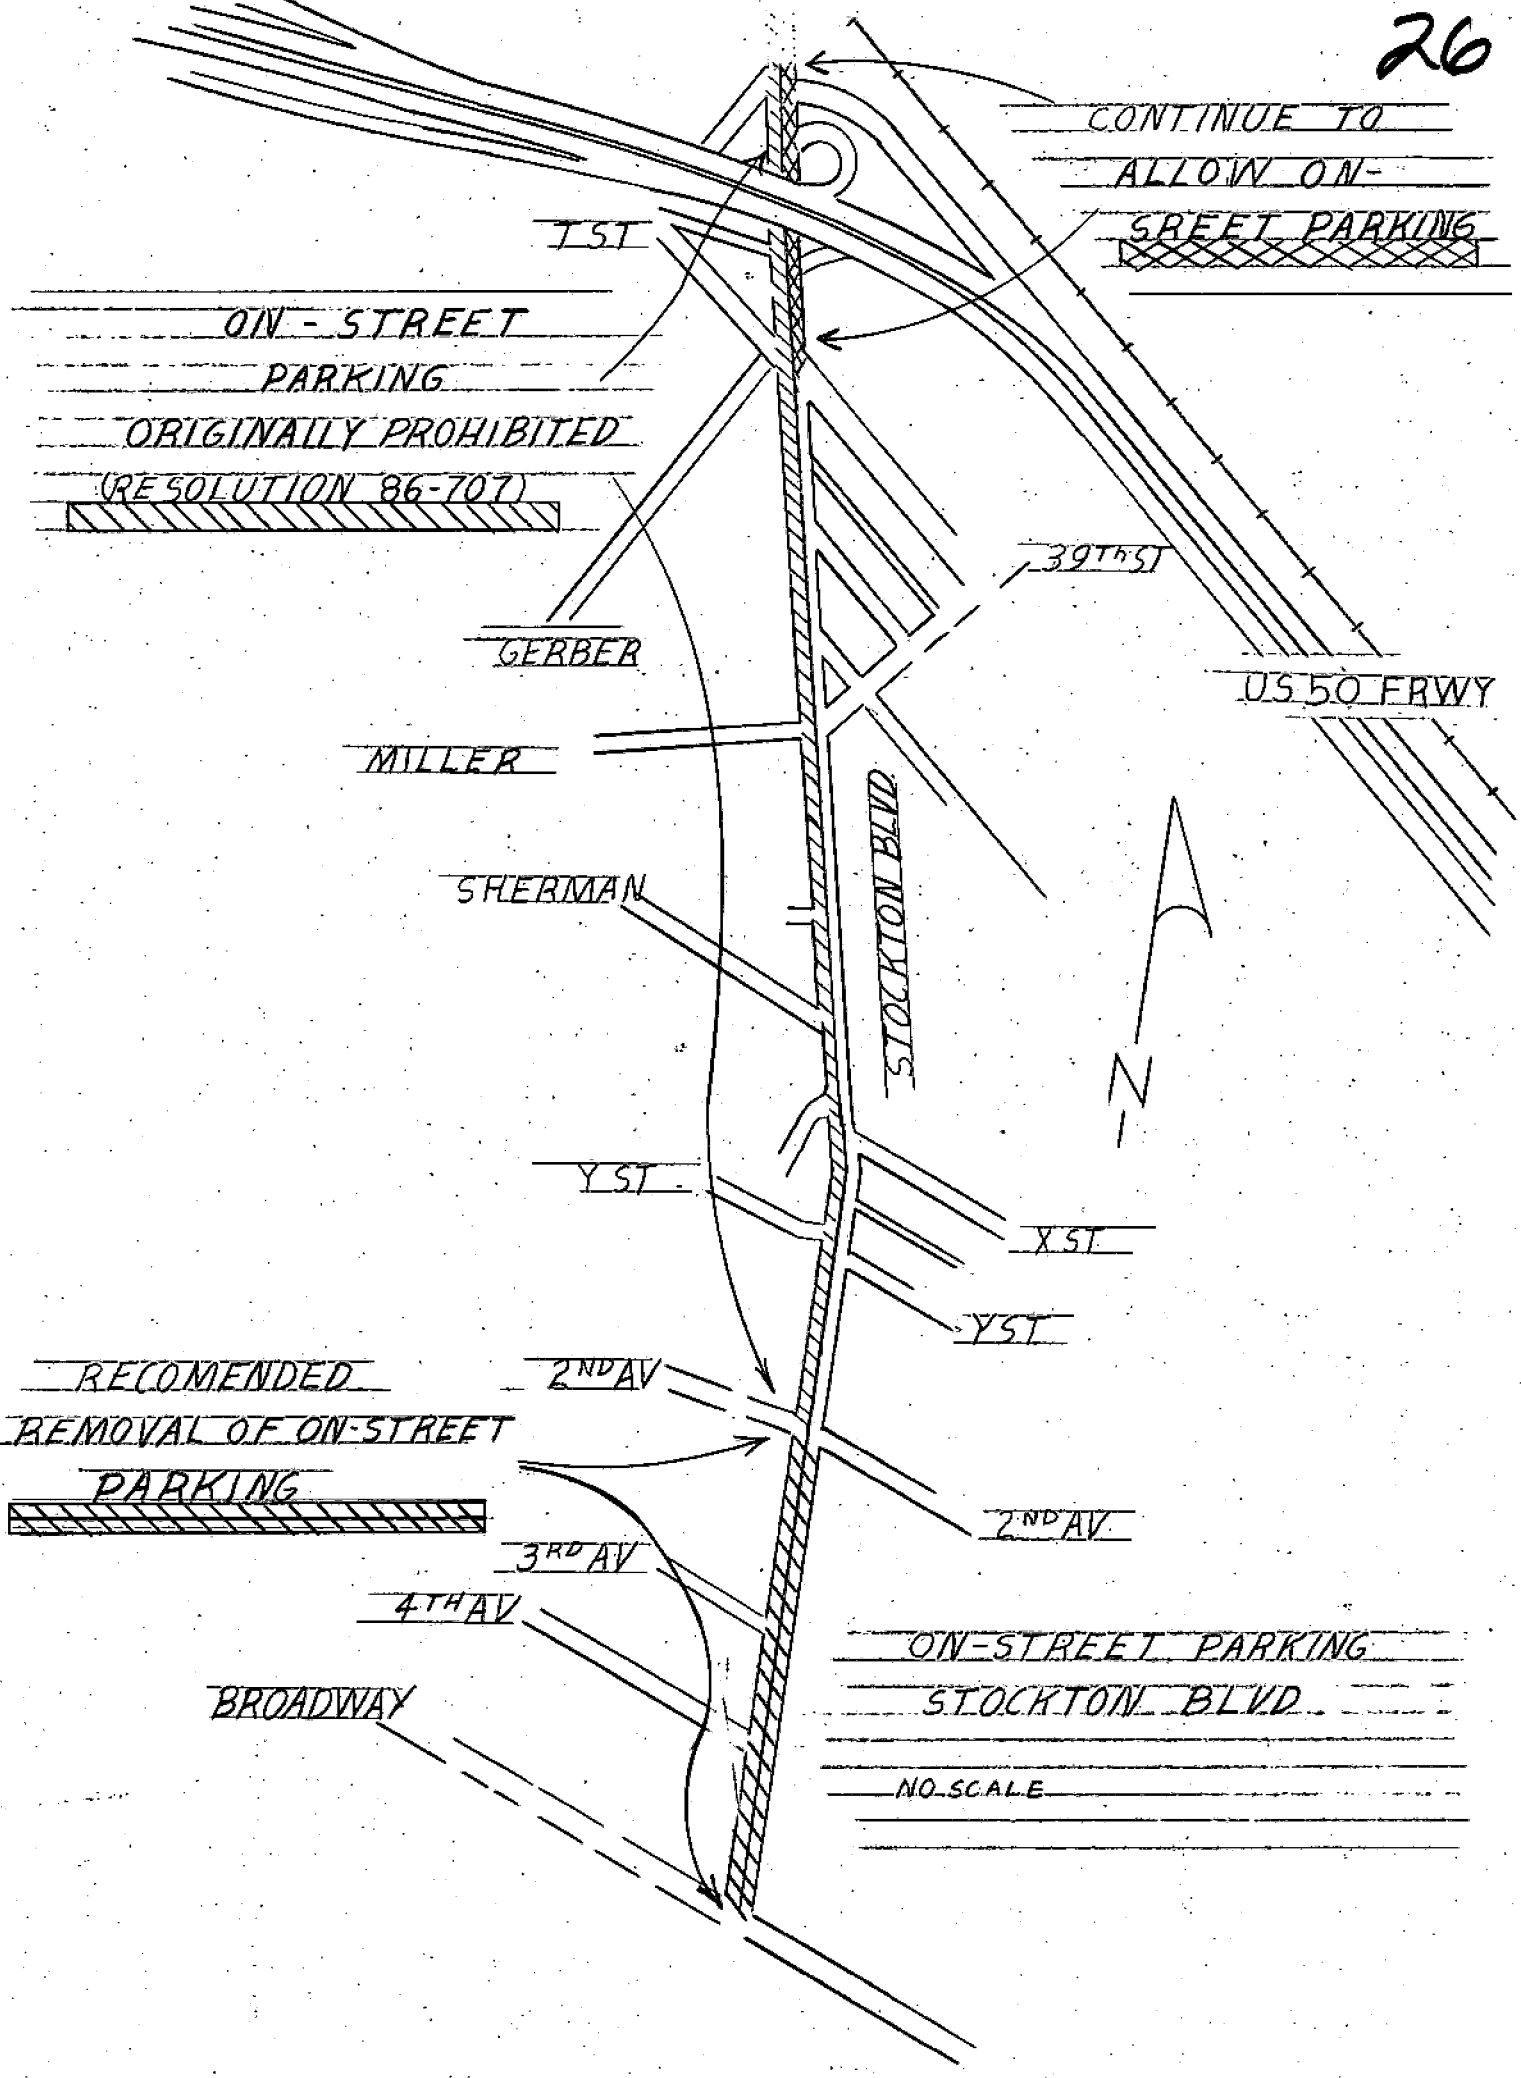 26
CONTINUE TO
ALLOW ON-
SREET PARKING
T ST
ON-STREET
PARKING
ORIGINALLY PROHIBITED
(RESOLUTION 86-707)
39TH ST
GERBER
US 50 FRWY
MILLER
STOCKTON BLVD.
SHERMAN
N
Y ST.
X ST
Y ST
RECOMENDED
REMOVAL OF ON-STREET
PARKING
2ND AV
2ND AV.
3RD AV
4TH AV
BROADWAY
ON-STREET PARKING
STOCKTON BLVD.
NO SCALE